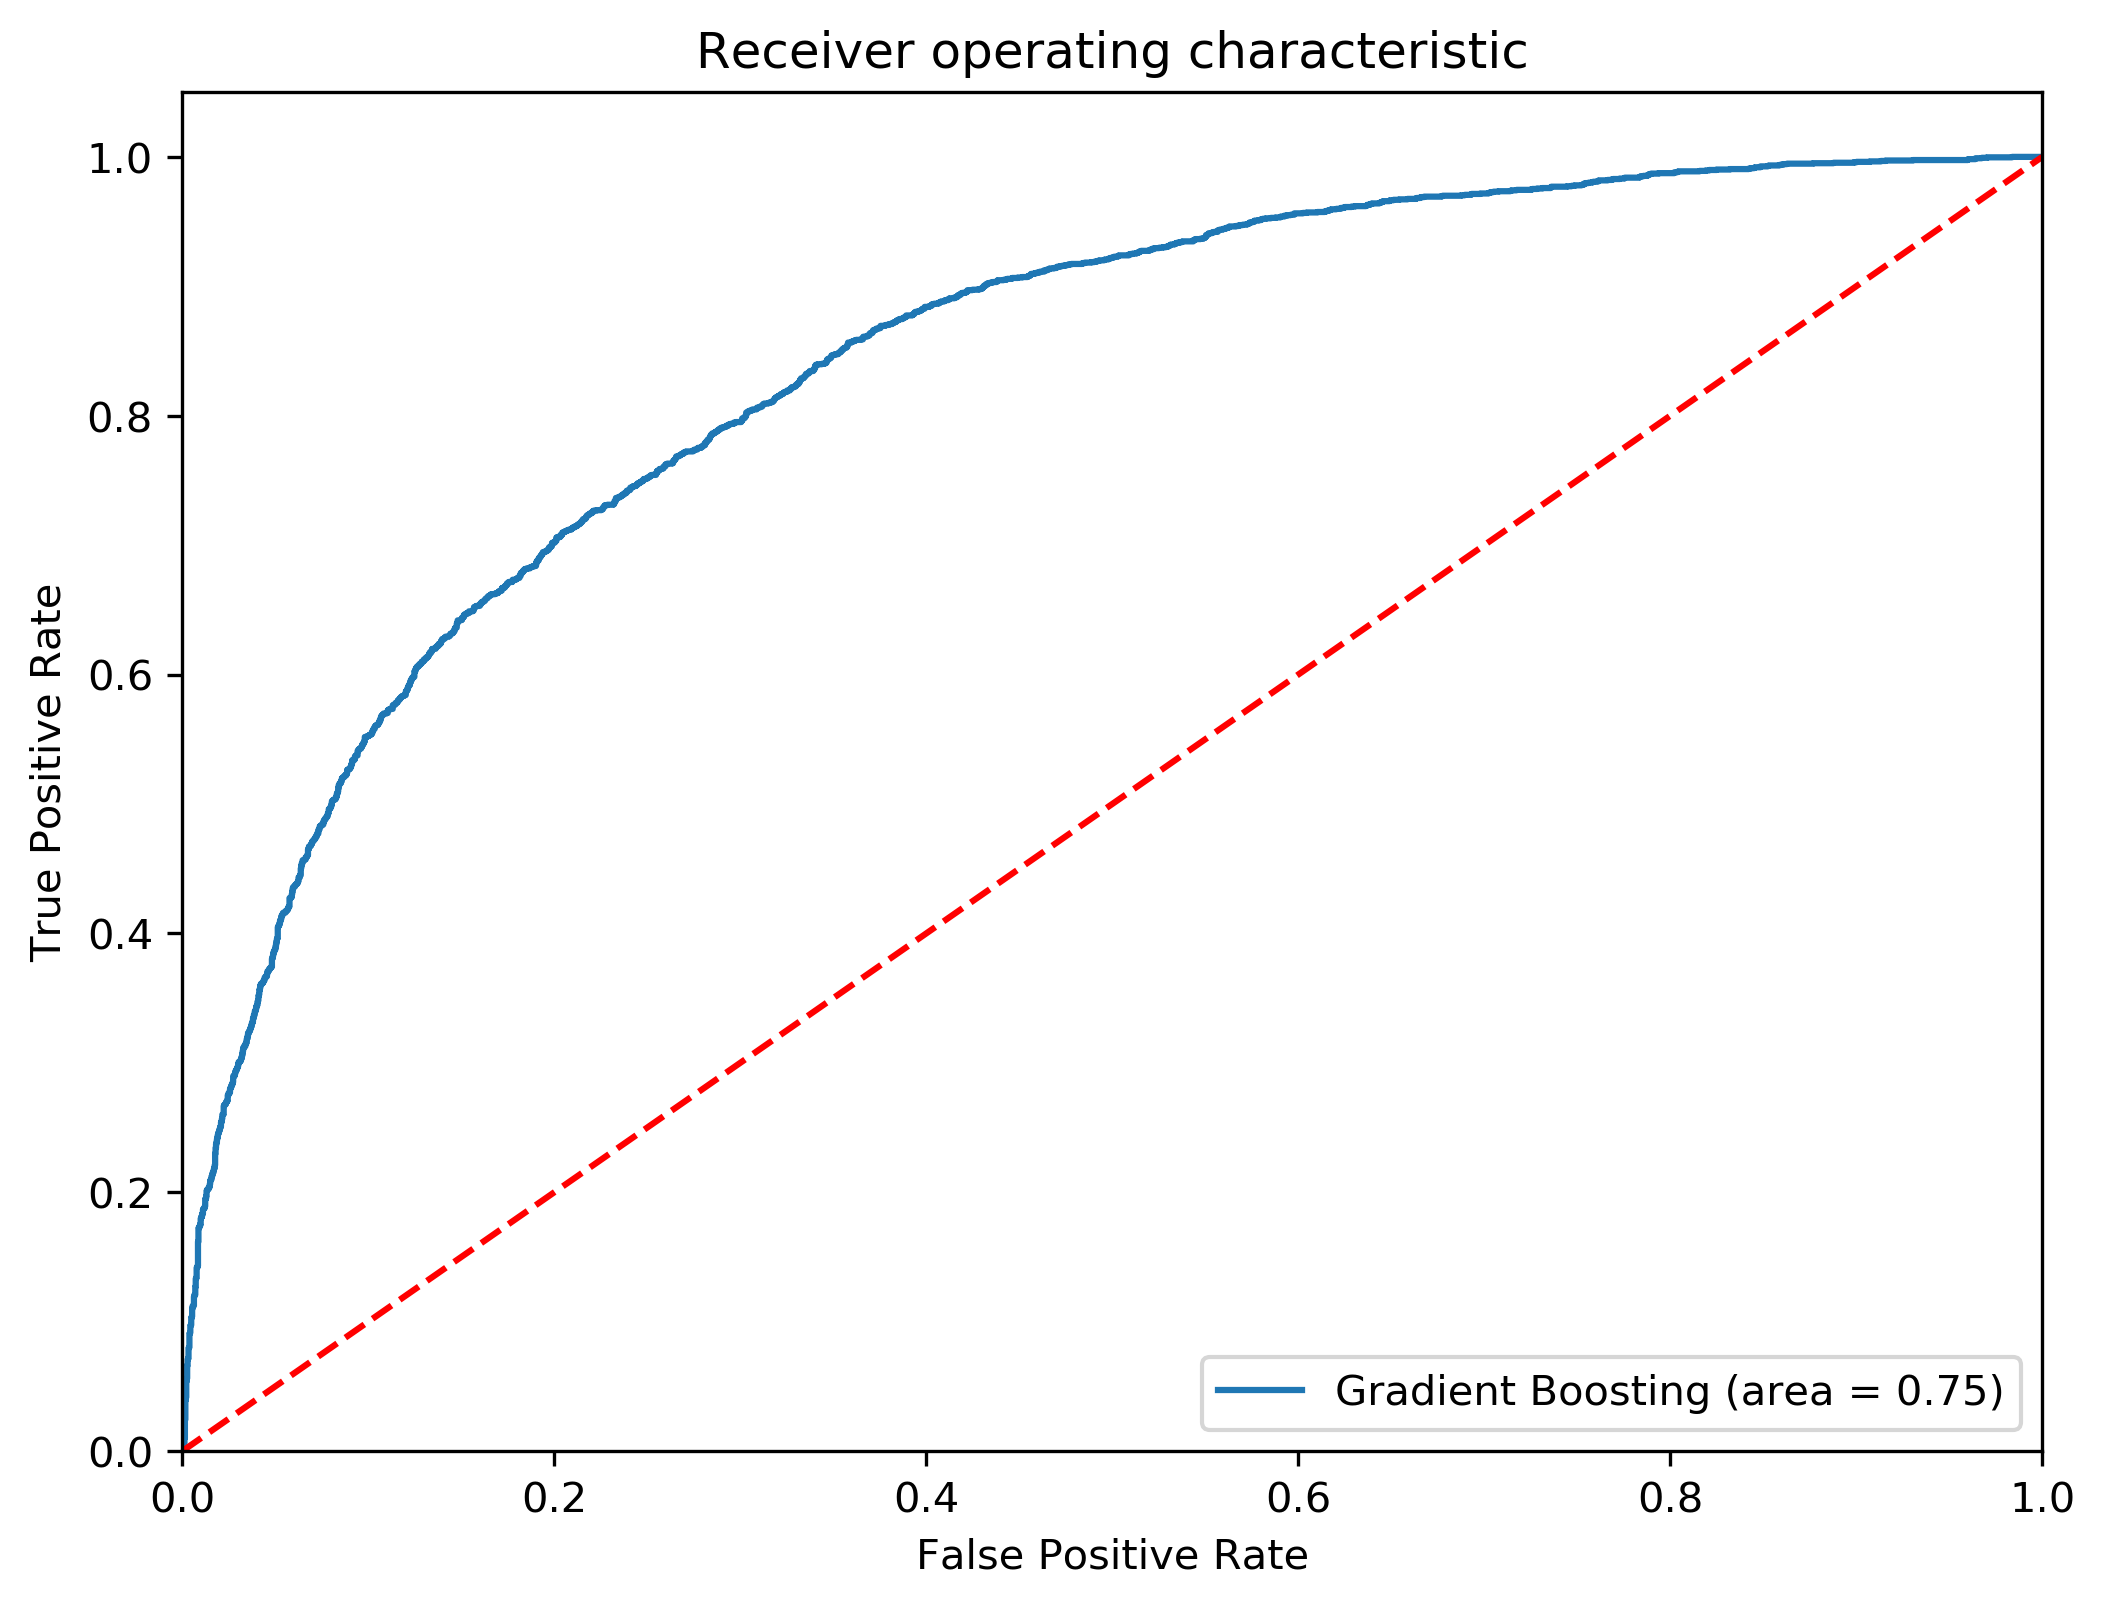 Receiver operating characteristic
1.0
0.8
0.6
0.4
0.2
0.0
True Positive Rate
Gradient Boosting (area = 0.75)
0.0 0.2 0.4 0.6 0.8 1.0
False Positive Rate